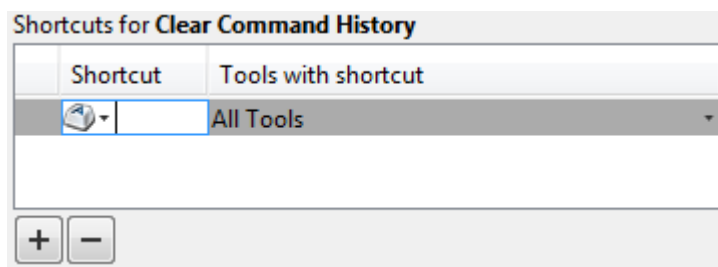 Shortcuts for Clear Command History
Shortcut Tools with shortcut
All Tools